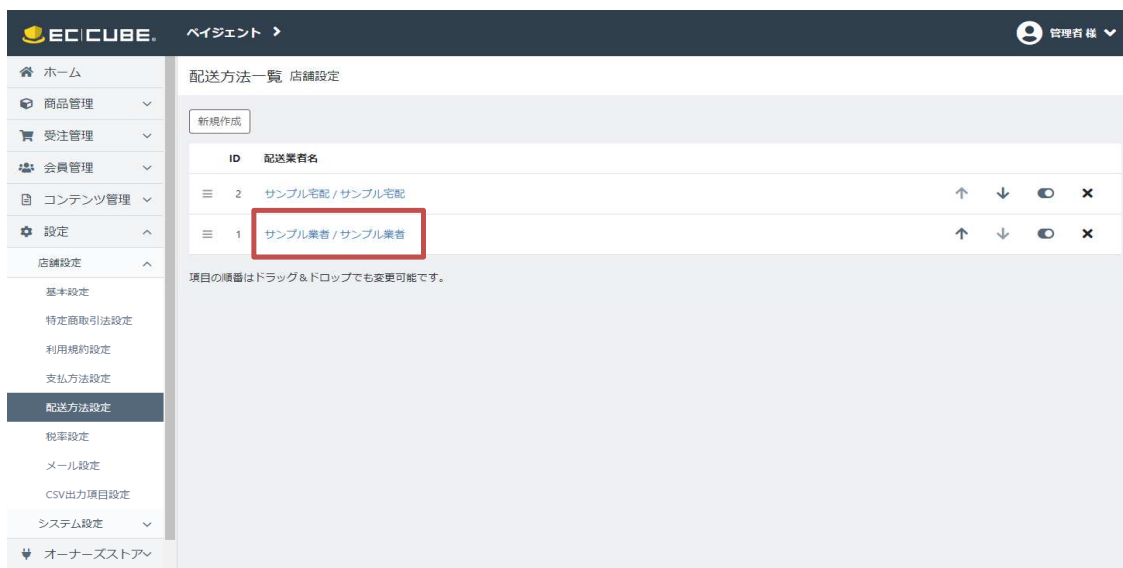 EC CUBE.
ペイジェント
管理者 様
ホーム
商品管理
受注管理
会員管理
コンテンツ管理
設定
店舗設定
基本設定
特定商取引法設定
利用規約設定
支払方法設定
配送方法設定
税率設定
メール設定
CSV出力項目設定
システム設定
オーナーズストア
配送方法一覧 店舗設定
新規作成
ID 配送業者名
2 サンプル宅配 / サンプル宅配
1 サンプル業者 / サンプル業者
項目の順番はドラッグ＆ドロップでも変更可能です。